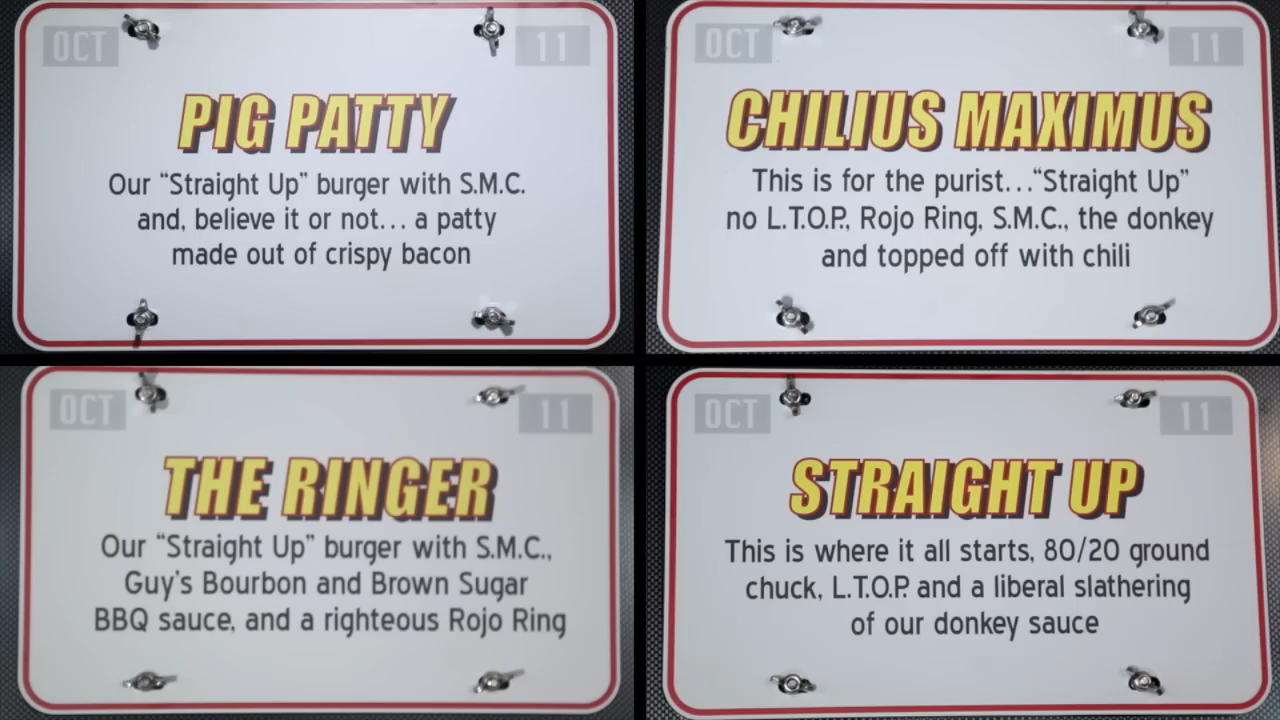 OCT 11
PIG PATTY
Our “Straight Up” burger with S.M.C.
and, believe it or not... a patty
made out of crispy bacon
OCT 11
CHILIUS MAXIMUS
This is for the purist...“Straight Up”
no L.T.O.P., Rojo Ring, S.M.C., the donkey
and topped off with chili
OCT 11
THE RINGER
Our “Straight Up” burger with S.M.C.,
Guy's Bourbon and Brown Sugar
BBQ sauce, and a righteous Rojo Ring
OCT 11
STRAIGHT UP
This is where it all starts, 80/20 ground
chuck, L.T.O.P. and a liberal slathering
of our donkey sauce